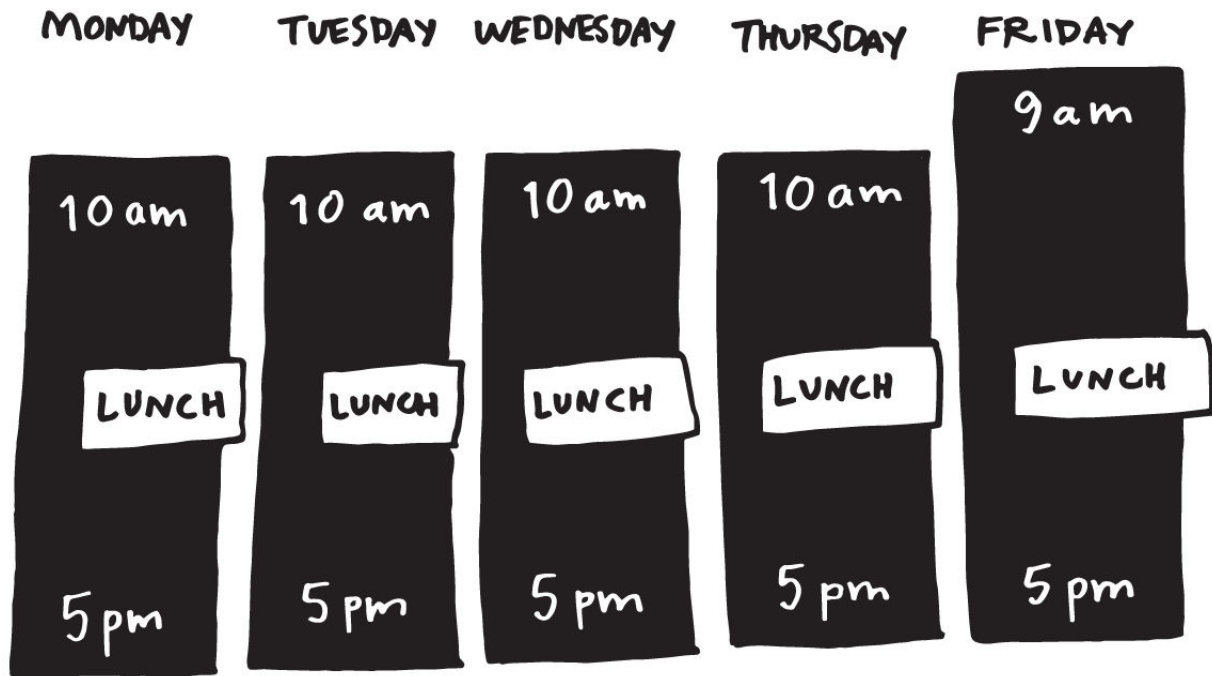 MONDAY TUESDAY WEDNESDAY THURSDAY FRIDAY
9 am
10 am 10 am 10 am 10 am
LUNCH LUNCH LUNCH LUNCH LUNCH
5 pm 5 pm 5 pm 5 pm 5 pm